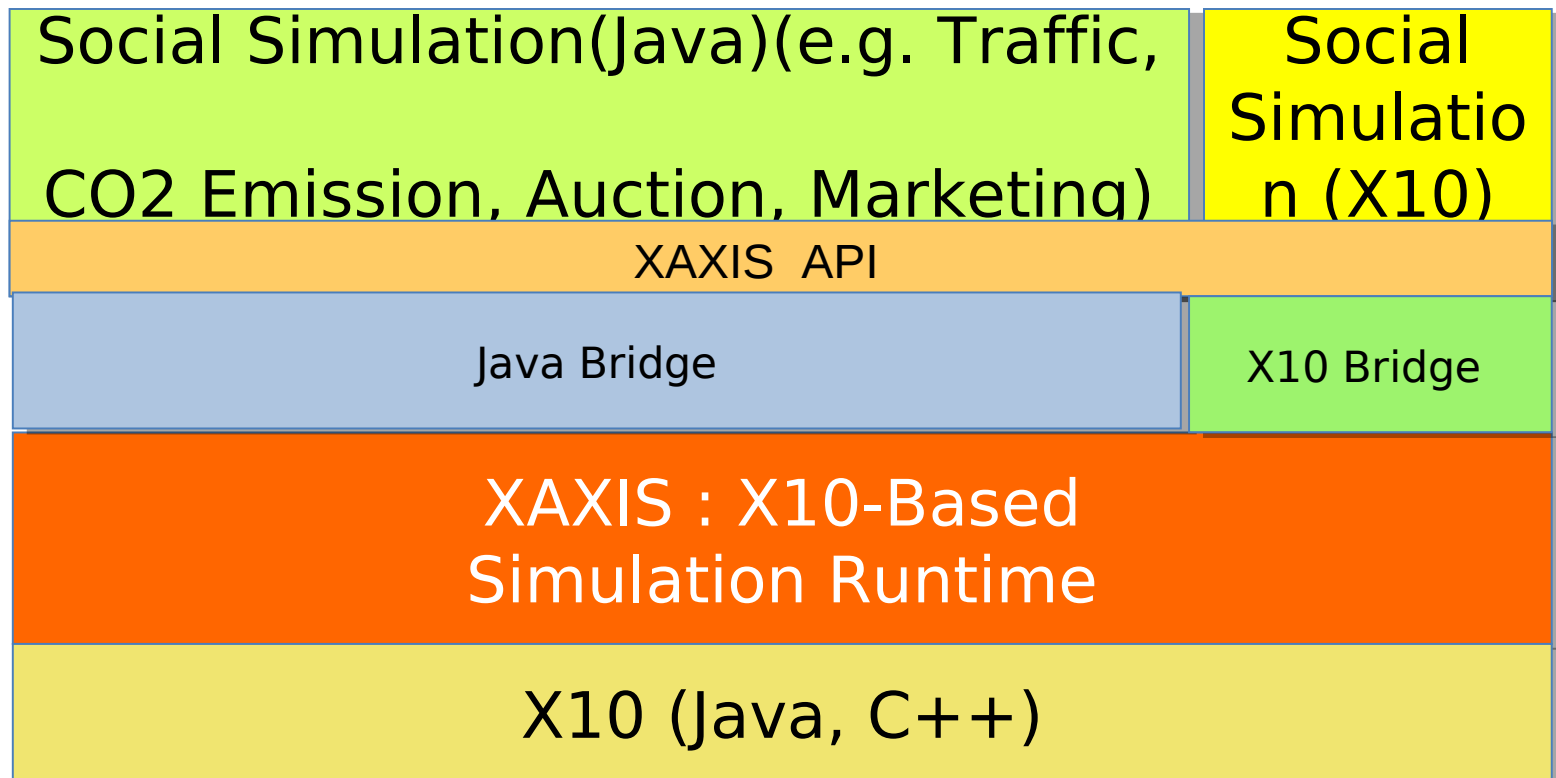 Social Simulation(Java)(e.g. Traffic,
CO2 Emission, Auction, Marketing)
Social
Simulatio
n (X10)
XAXIS API
Java Bridge
X10 Bridge
XAXIS : X10-Based
Simulation Runtime
X10 (Java, C++)